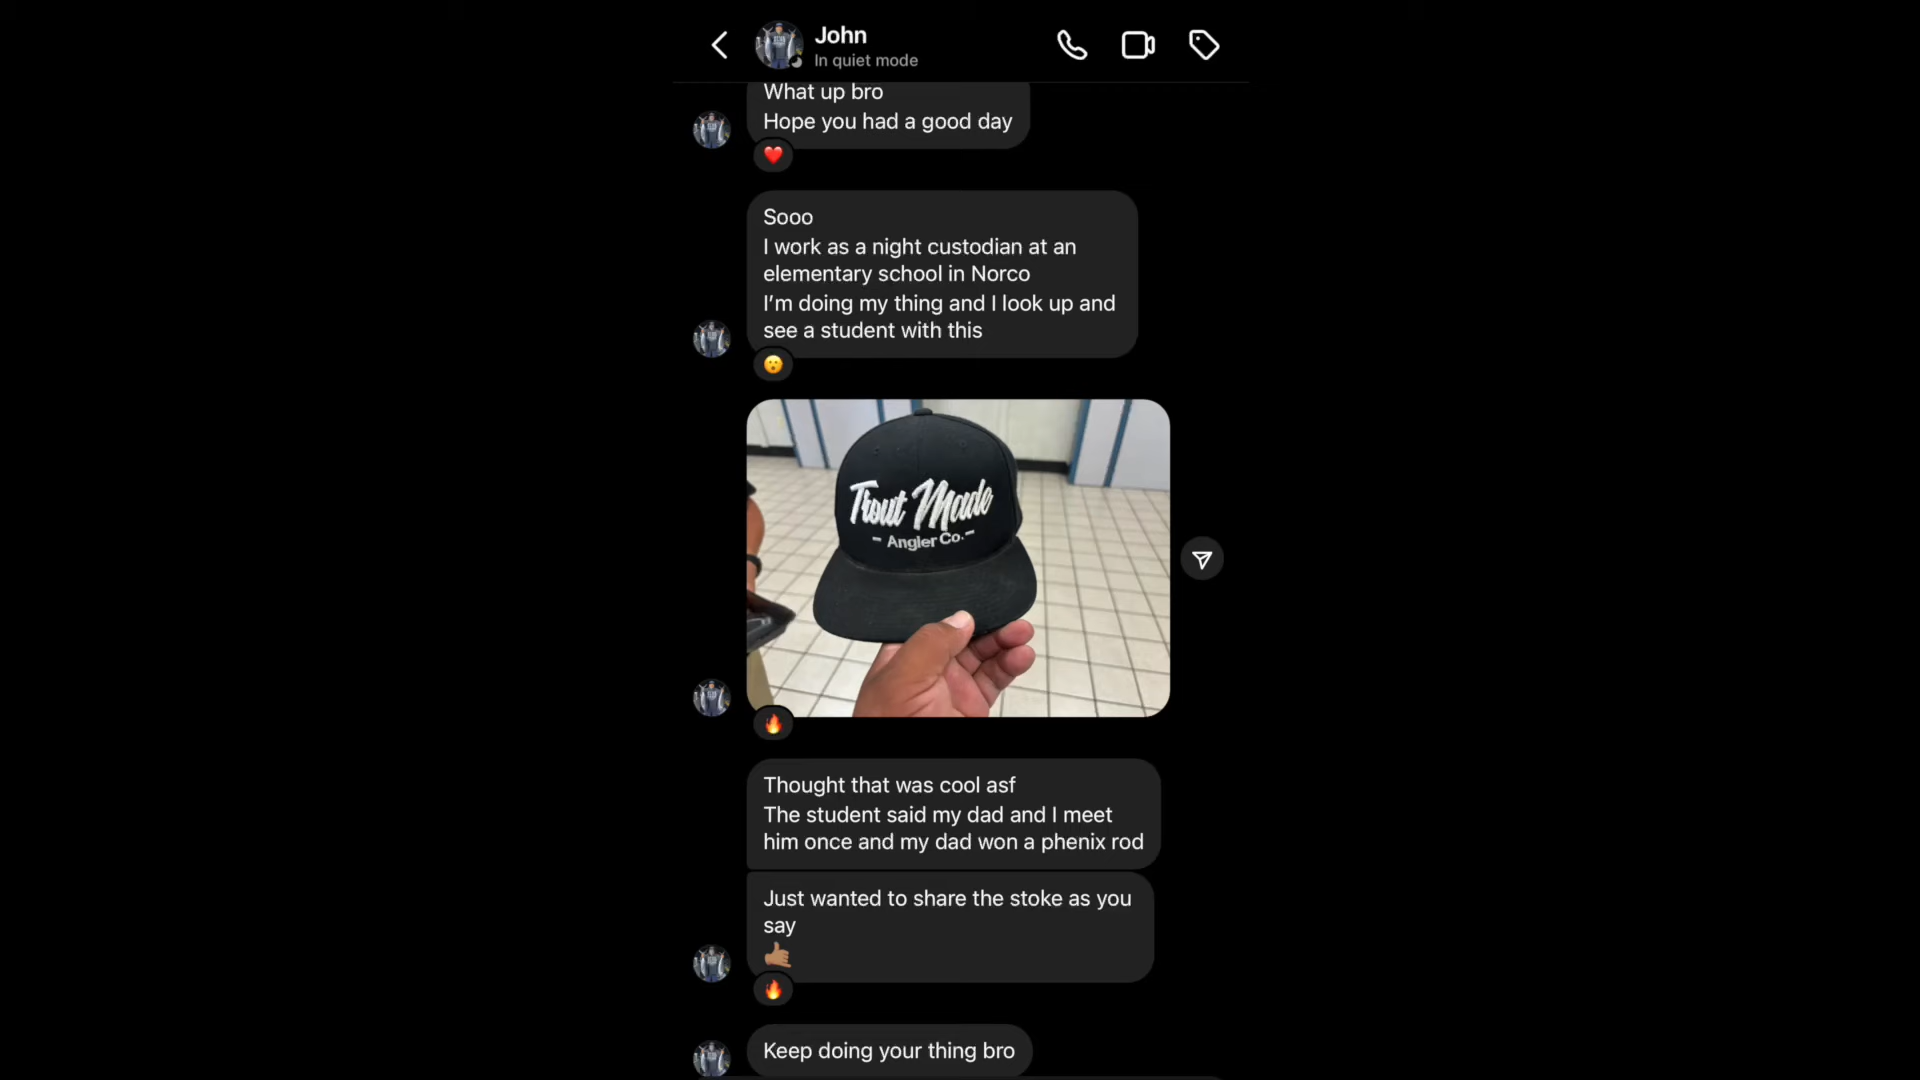 John
In quiet mode
What up bro
Hope you had a good day
❤️
Sooo
I work as a night custodian at an
elementary school in Norco
I'm doing my thing and I look up and
see a student with this
😮
Trout Made
- Angler Co. -
🔥
Thought that was cool asf
The student said my dad and I meet
him once and my dad won a phenix rod
Just wanted to share the stoke as you
say
🤙🏽
🔥
Keep doing your thing bro